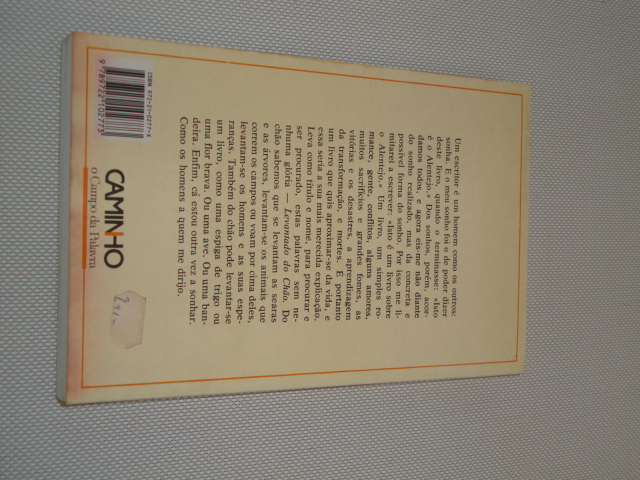 Um escritor é um homem como os outros:
sonha. E o meu sonho foi o de poder dizer
deste livro, quando o terminasse: «Isto
é o Alentejo.» Dos sonhos, porém, acor-
damos todos, e agora eis-me não diante
do sonho realizado, mas da concreta e
possível forma do sonho. Por isso me li-
mitarei a escrever: «Isto é um livro sobre
o Alentejo.» Um livro, um simples ro-
mance, gente, conflitos, alguns amores,
muitos sacrifícios e grandes fomes, as
vitórias e os desastres, a aprendizagem
da transformação, e mortes. É portanto
um livro que quis aproximar-se da vida, e
essa seria a sua mais merecida explicação.
Leva como título e nome, para procurar e
ser procurado, estas palavras sem ne-
nhuma glória — Levantado do Chão. Do
chão sabemos que se levantam as searas
e as árvores, levantam-se os animais que
correm os campos ou voam por cima deles,
levantam-se os homens e as suas espe-
ranças. Também do chão pode levantar-se
um livro, como uma espiga de trigo ou
uma flor brava. Ou uma ave. Ou uma ban-
deira. Enfim, cá estou outra vez a sonhar.
Como os homens a quem me dirijo.
ISBN 972-21-0277-X
9789722102773
CAMINHO
o Campo da Palavra